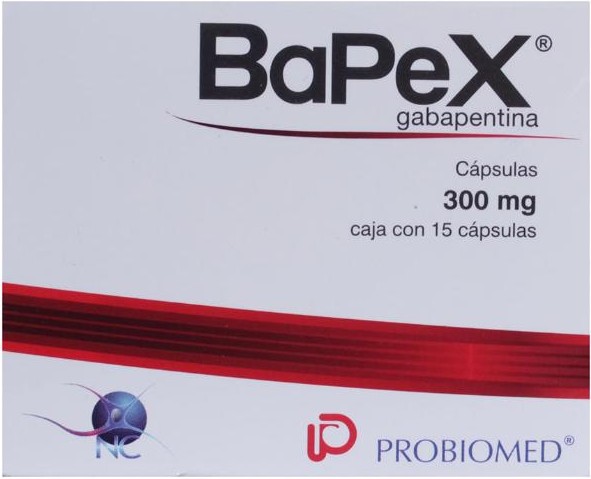 BaPeX®
gabapentina
Cápsulas
300 mg
caja con 15 cápsulas
NC
PROBIOMED®